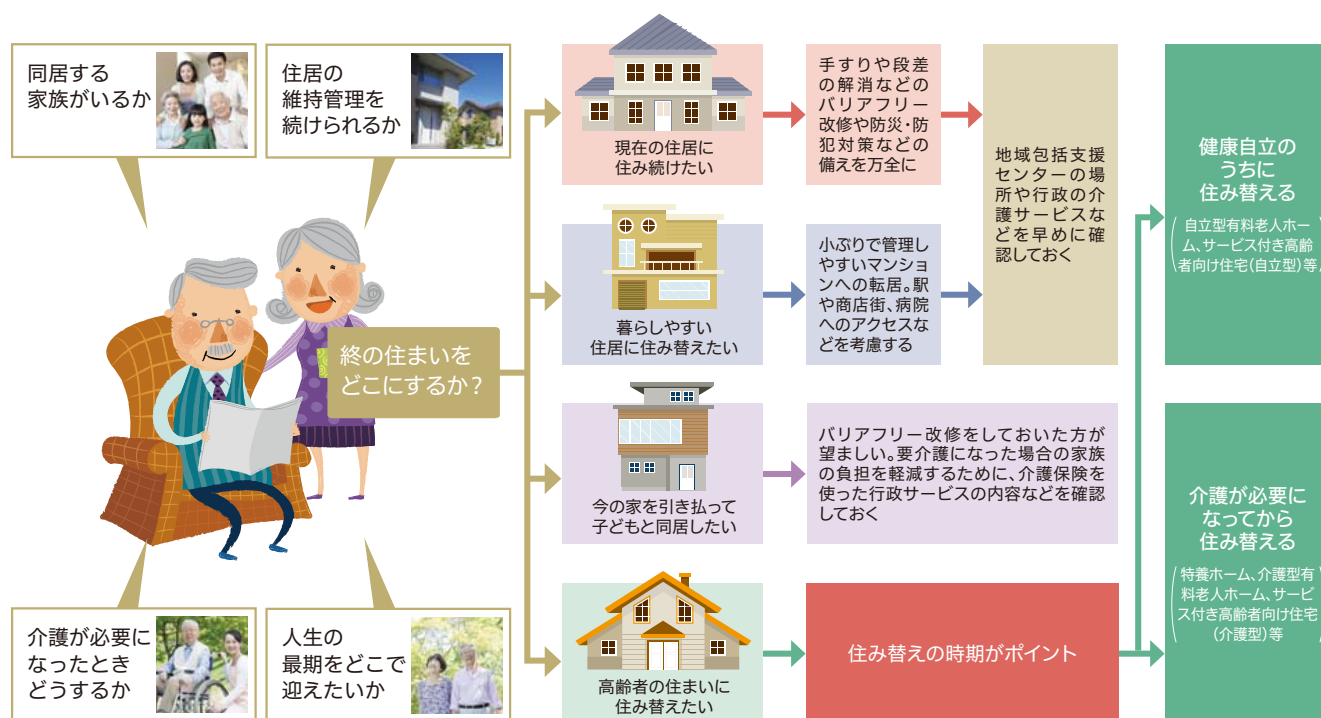 同居する
家族がいるか
住居の
維持管理を
続けられるか
終の住まいを
どこにするか?
介護が必要に
なったとき
どうするか
人生の
最期をどこで
迎えたいか
現在の住居に
住み続けたい
手すりや段差
の解消などの
バリアフリー
改修や防災・防
犯対策などの
備えを万全に
暮らしやすい
住居に住み替えたい
小ぶりで管理し
やすいマンショ
ンへの転居。駅
や商店街、病院
へのアクセスな
どを考慮する
地域包括支援
センターの場
所や行政の介
護サービスな
どを早めに確
認しておく
今の家を引き払って
子どもと同居したい
バリアフリー改修をしておいた方が
望ましい。要介護になった場合の家族
の負担を軽減するために、介護保険を
使った行政サービスの内容などを確認
しておく
高齢者の住まいに
住み替えたい
住み替えの時期がポイント
健康自立の
うちに
住み替える
(自立型有料老人ホー
ム、サービス付き高齢
者向け住宅(自立型)等)
介護が必要に
なってから
住み替える
(特養ホーム、介護型有
料老人ホーム、サービ
ス付き高齢者向け住宅
(介護型)等)